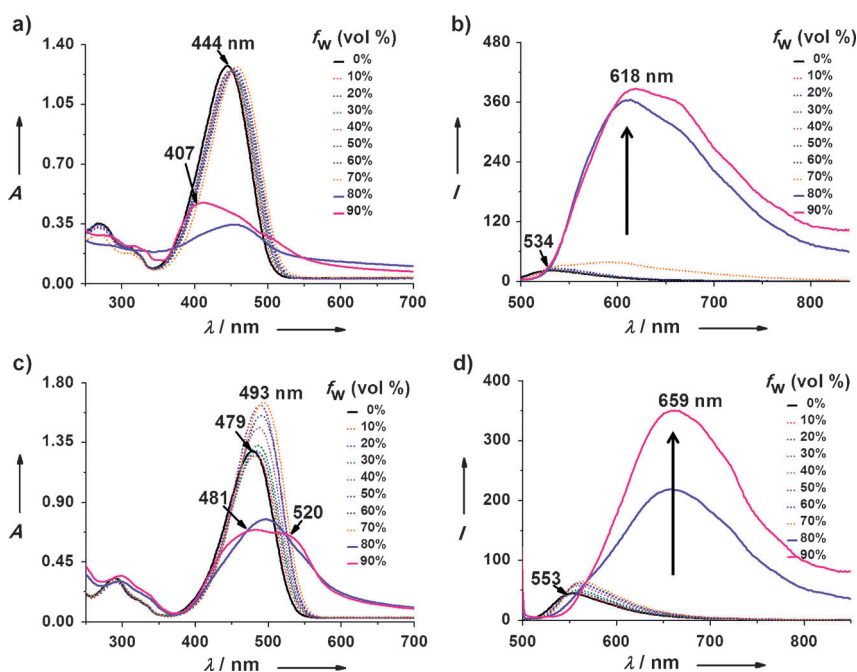 a)
444 nm
407
fw (vol %)
0%
10%
20%
30%
40%
50%
60%
70%
80%
90%
1.40
1.05
0.70
0.35
0.00
A
300 400 500 600 700
λ / nm
b)
618 nm
534
fw (vol %)
0%
10%
20%
30%
40%
50%
60%
70%
80%
90%
480
360
240
120
0
I
500 600 700 800
λ / nm
c)
493 nm
479
481
520
fw (vol %)
0%
10%
20%
30%
40%
50%
60%
70%
80%
90%
1.80
1.35
0.90
0.45
0.00
A
300 400 500 600 700
λ / nm
d)
659 nm
553
fw (vol %)
0%
10%
20%
30%
40%
50%
60%
70%
80%
90%
400
300
200
100
0
I
500 600 700 800
λ / nm